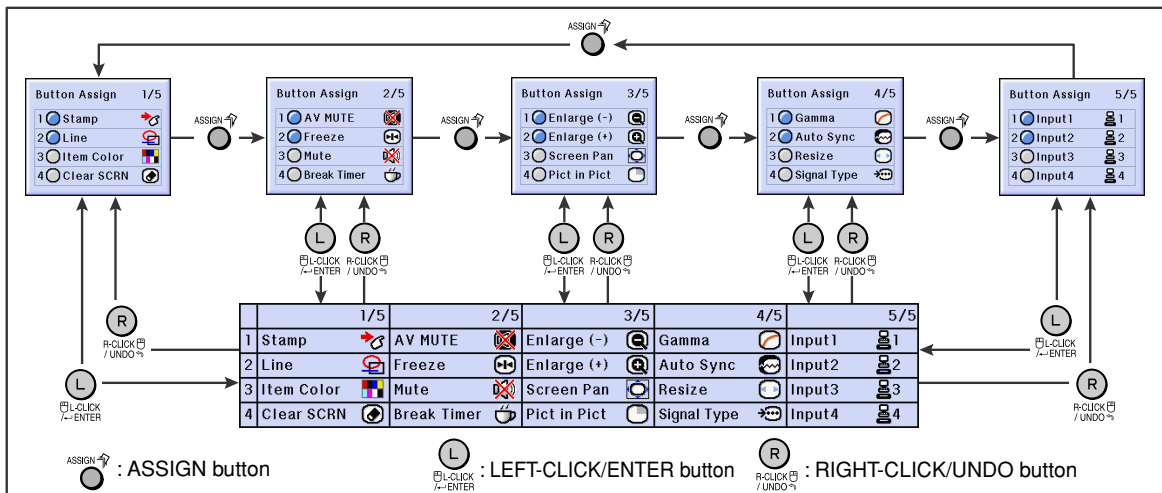 ASSIGN
Button Assign 1/5
1 Stamp
2 Line
3 Item Color
4 Clear SCRN
ASSIGN
Button Assign 2/5
1 AV MUTE
2 Freeze
3 Mute
4 Break Timer
ASSIGN
Button Assign 3/5
1 Enlarge (-)
2 Enlarge (+)
3 Screen Pan
4 Pict in Pict
ASSIGN
Button Assign 4/5
1 Gamma
2 Auto Sync
3 Resize
4 Signal Type
ASSIGN
Button Assign 5/5
1 Input1 1
2 Input2 2
3 Input3 3
4 Input4 4
L
L-CLICK
/ ENTER
R
R-CLICK
/ UNDO
L
L-CLICK
/ ENTER
R
R-CLICK
/ UNDO
L
L-CLICK
/ ENTER
R
R-CLICK
/ UNDO
R
R-CLICK
/ UNDO
L
L-CLICK
/ ENTER
L
L-CLICK
/ ENTER
R
R-CLICK
/ UNDO
1/5 2/5 3/5 4/5 5/5
1 Stamp AV MUTE Enlarge (-) Gamma Input1 1
2 Line Freeze Enlarge (+) Auto Sync Input2 2
3 Item Color Mute Screen Pan Resize Input3 3
4 Clear SCRN Break Timer Pict in Pict Signal Type Input4 4
ASSIGN
: ASSIGN button
L
L-CLICK
/ ENTER
: LEFT-CLICK/ENTER button
R
R-CLICK
/ UNDO
: RIGHT-CLICK/UNDO button